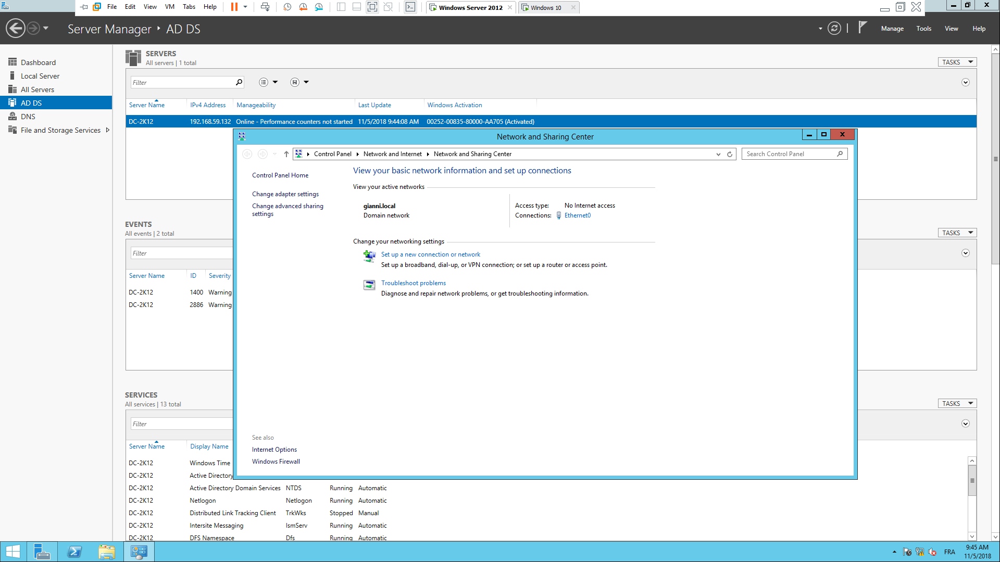 File Edit View VM Tabs Help
Windows Server 2012
Windows 10
Server Manager AD DS
Manage Tools View Help
Dashboard
Local Server
All Servers
AD DS
DNS
File and Storage Services
SERVERS
All servers | 1 total
TASKS
Filter
Server Name IPv4 Address Manageability Last Update Windows Activation
DC-2K12 192.168.59.132 Online - Performance counters not started 11/5/2018 9:44:08 AM 00252-00835-80000-AA705 (Activated)
EVENTS
All events | 2 total
TASKS
Filter
Server Name ID Severity
DC-2K12 1400 Warning
DC-2K12 2886 Warning
Network and Sharing Center
Control Panel Network and Internet Network and Sharing Center
Search Control Panel
Control Panel Home
Change adapter settings
Change advanced sharing
settings
View your basic network information and set up connections
View your active networks
gianni.local
Domain network
Access type: No Internet access
Connections: Ethernet0
Change your networking settings
Set up a new connection or network
Set up a broadband, dial-up, or VPN connection; or set up a router or access point.
Troubleshoot problems
Diagnose and repair network problems, or get troubleshooting information.
See also
Internet Options
Windows Firewall
SERVICES
All services | 13 total
TASKS
Filter
Server Name Display Name
DC-2K12 Windows Time
DC-2K12 Active Directory
DC-2K12 Active Directory Domain Services NTDS Running Automatic
DC-2K12 Netlogon Netlogon Running Automatic
DC-2K12 Distributed Link Tracking Client TrkWks Stopped Manual
DC-2K12 Intersite Messaging IsmServ Running Automatic
DC-2K12 DFS Namespace Dfs Running Automatic
FRA
9:45 AM
11/5/2018